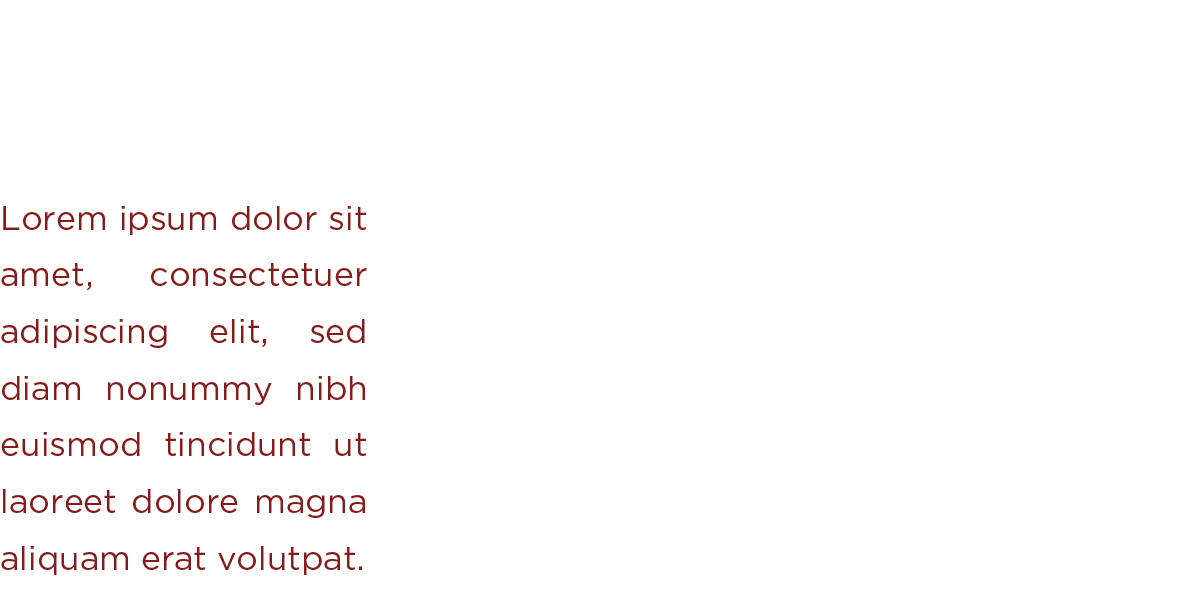 Lorem ipsum dolor sit
amet, consectetuer
adipiscing elit, sed
diam nonummy nibh
euismod tincidunt ut
laoreet dolore magna
aliquam erat volutpat.